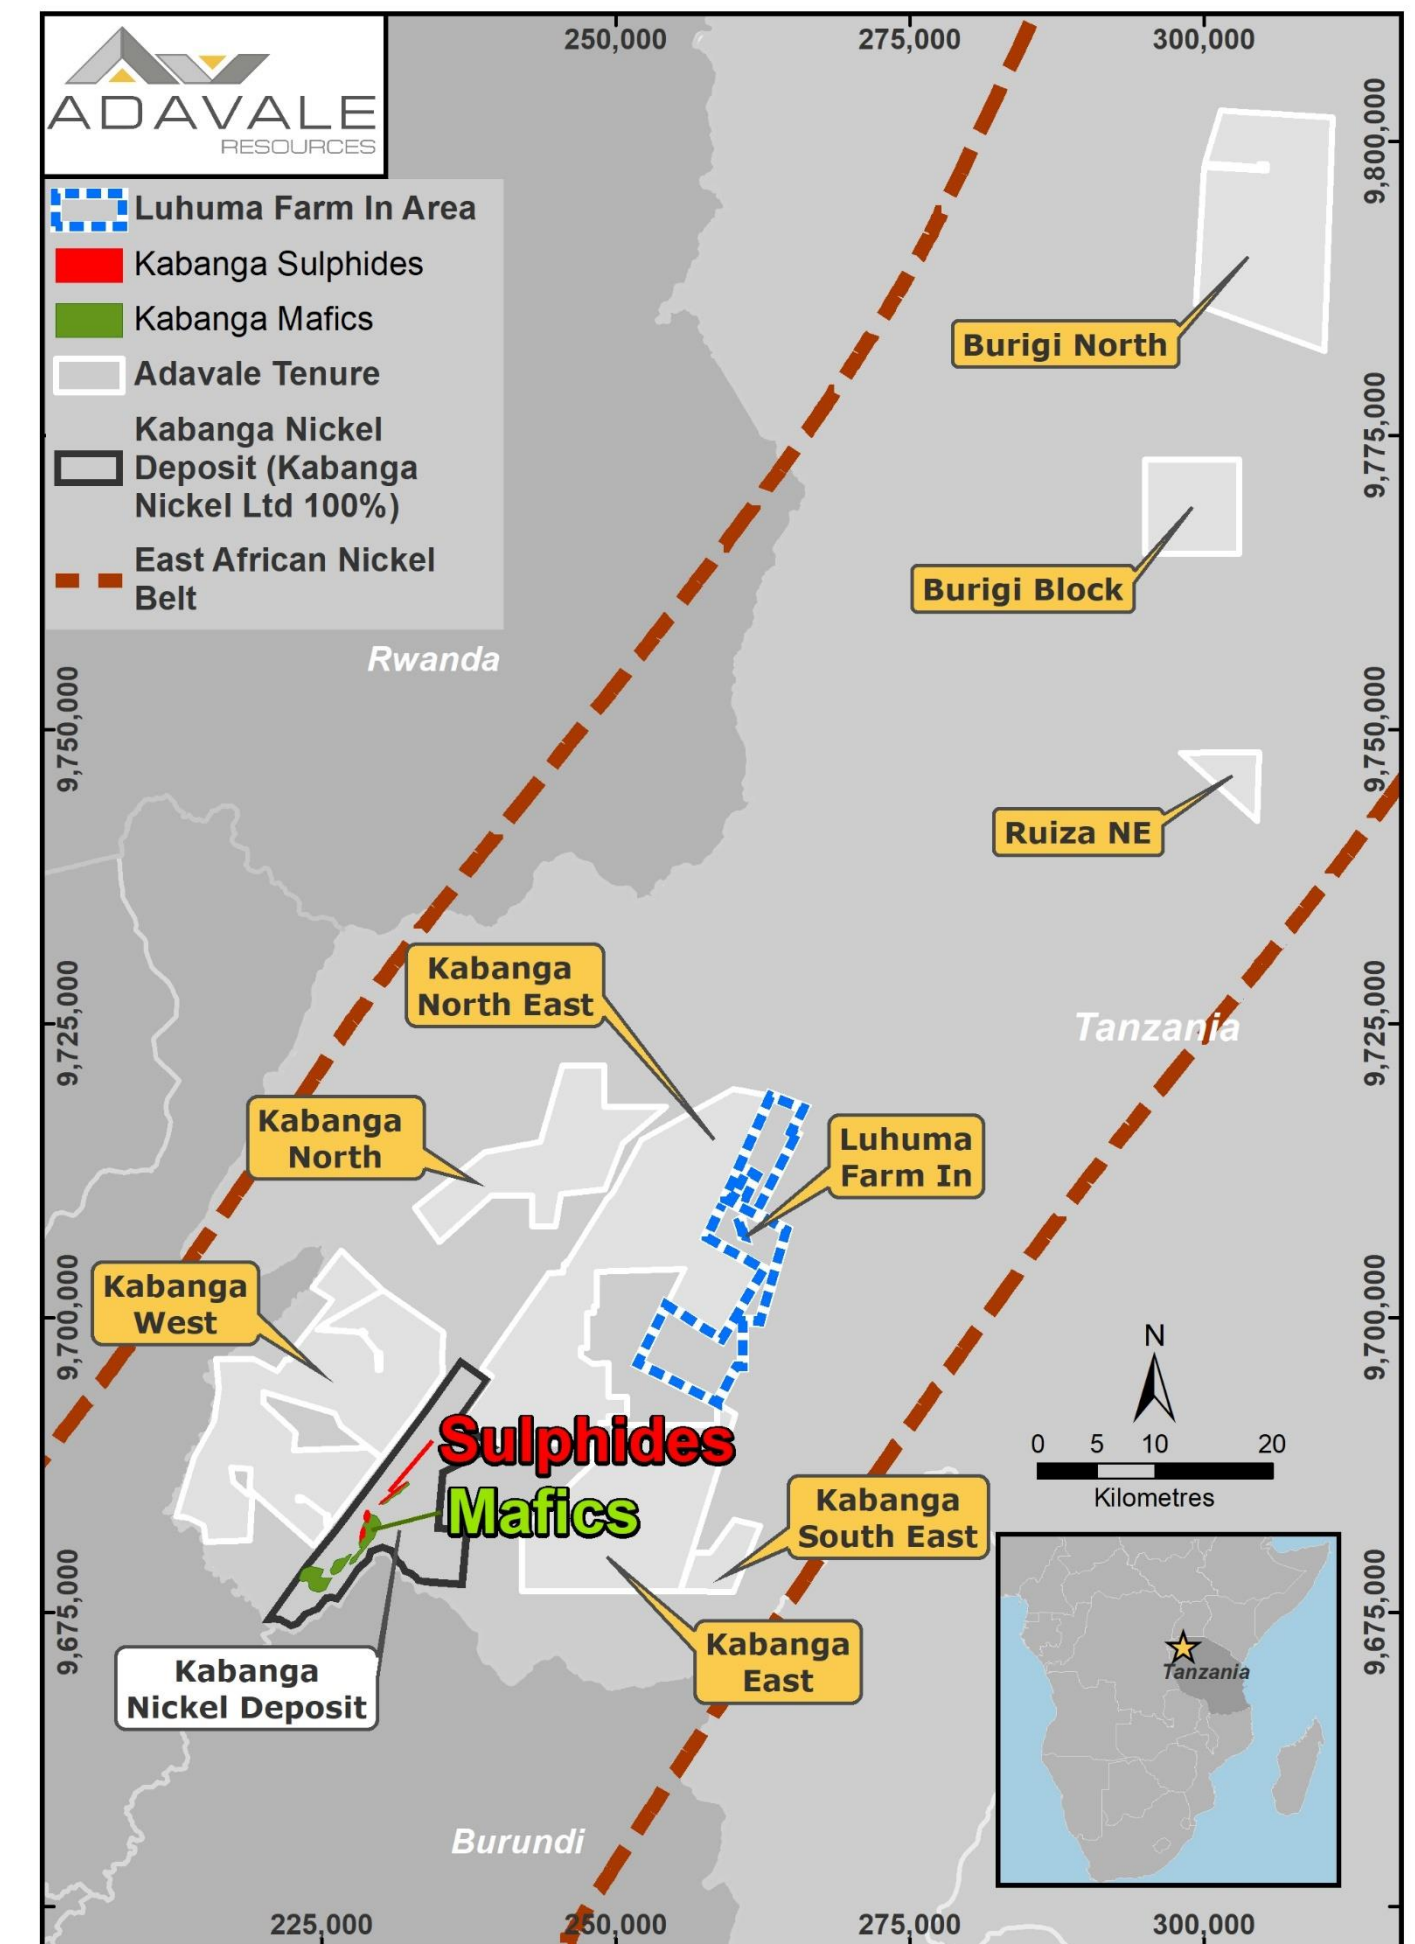 250,000
275,000
300,000
ADAVALE
RESOURCES
Luhuma Farm In Area
Kabanga Sulphides
Kabanga Mafics
Adavale Tenure
Kabanga Nickel
Deposit (Kabanga
Nickel Ltd 100%)
East African Nickel
Belt
9,800,000
Burigi North
9,775,000
Burigi Block
Rwanda
9,750,000
9,750,000
Ruiza NE
Kabanga
North East
9,725,000
Tanzania
9,725,000
Kabanga
North
Luhuma
Farm In
Kabanga
West
9,700,000
9,700,000
N
0 5 10 20
Kilometres
Sulphides
Mafics
Kabanga
South East
9,675,000
9,675,000
Kabanga
East
Kabanga
Nickel Deposit
Tanzania
Burundi
225,000
250,000
275,000
300,000